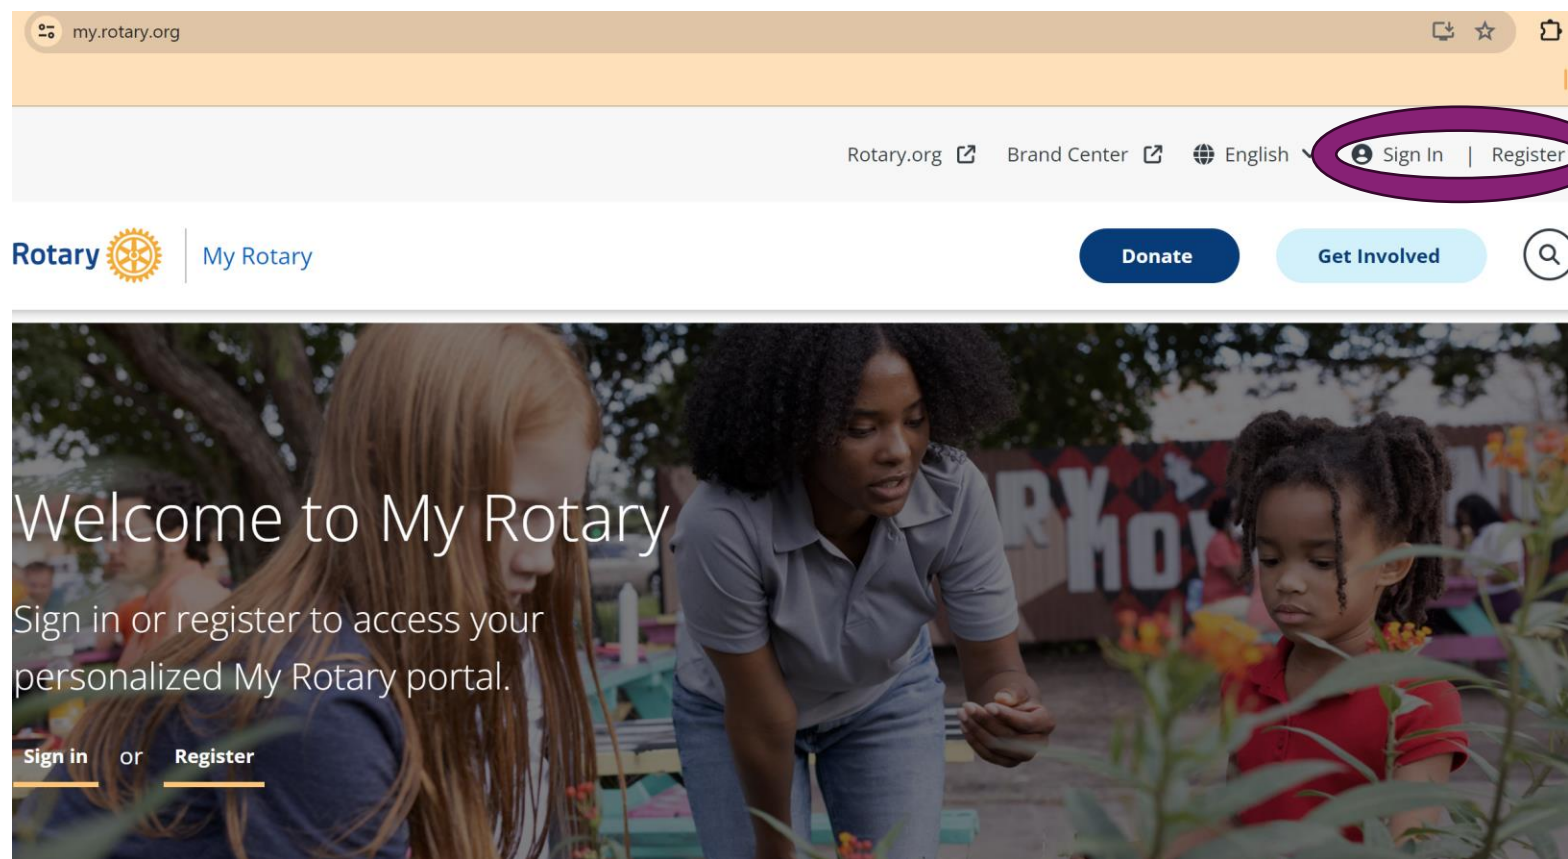 my.rotary.org
Rotary.org Brand Center English Sign In | Register
Rotary My Rotary Donate Get Involved
Welcome to My Rotary
Sign in or register to access your
personalized My Rotary portal.
Sign in or Register